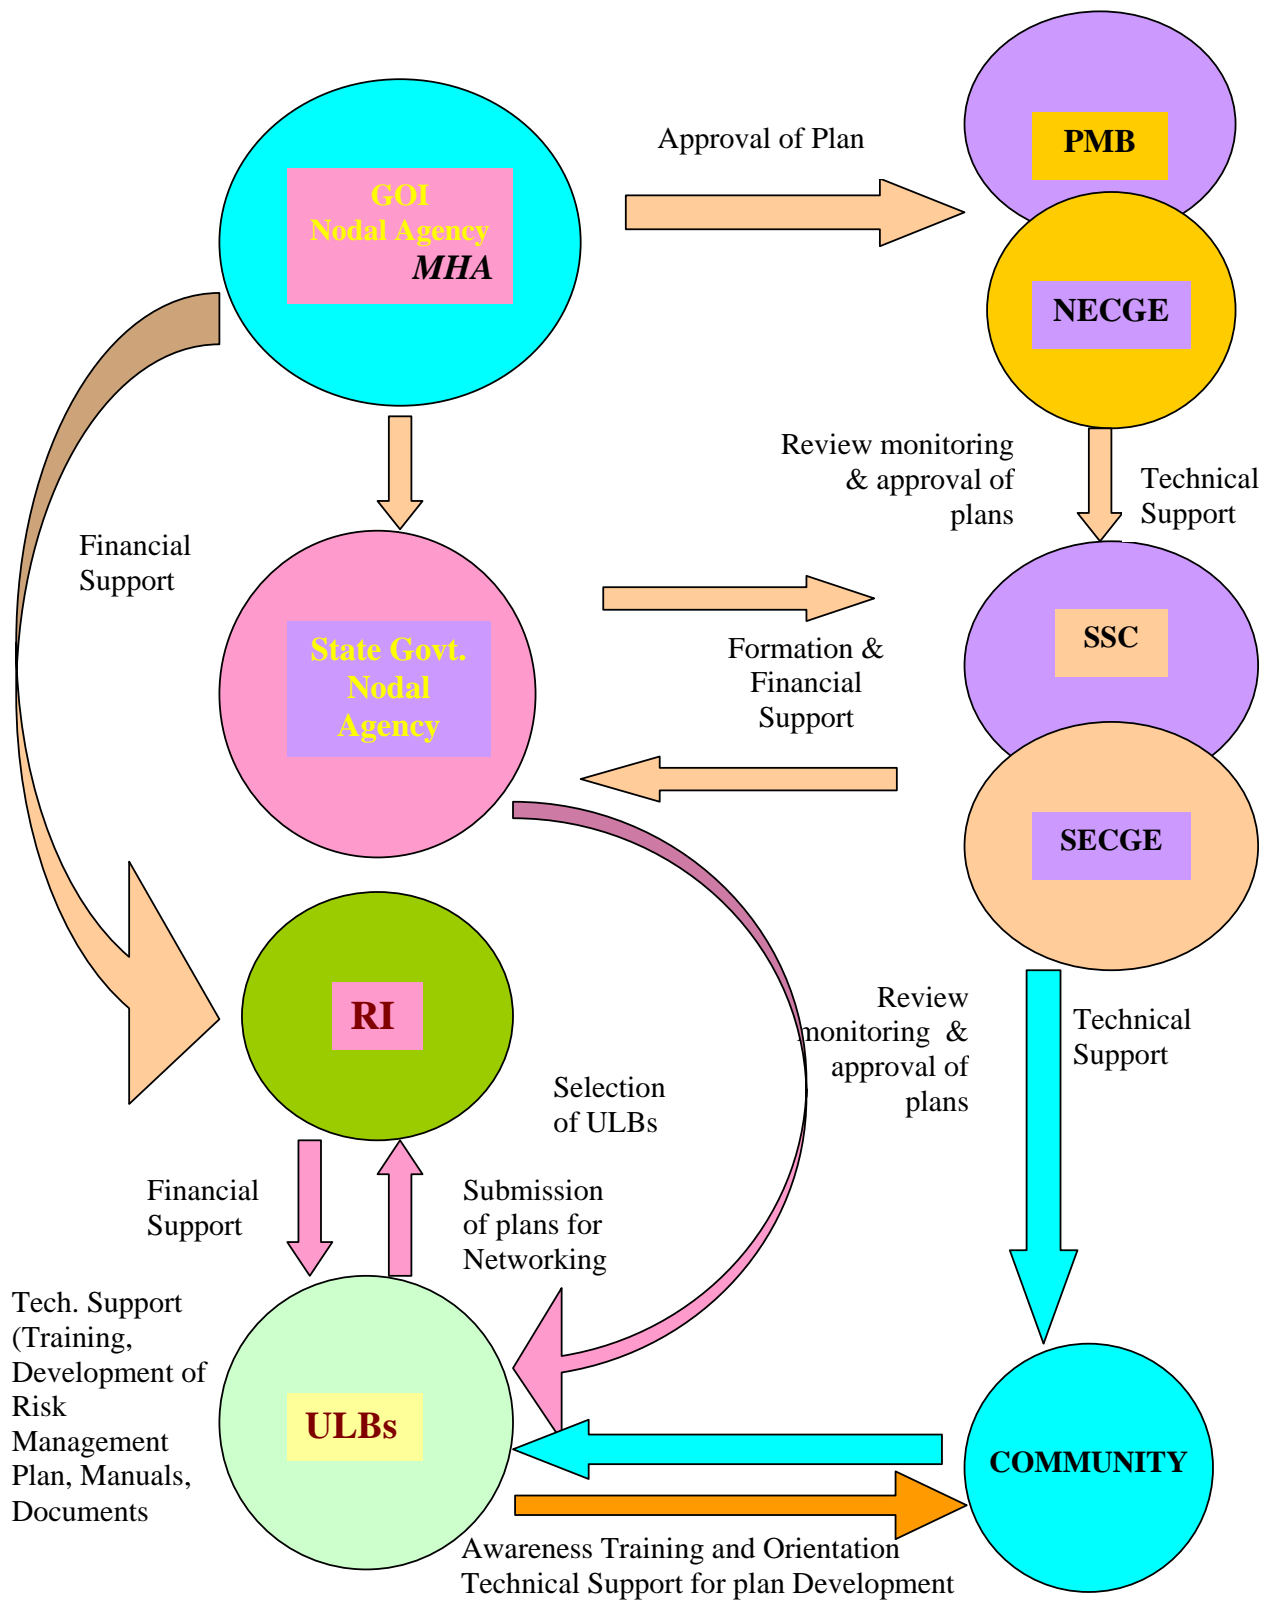 PMB
Approval of Plan
GOI
Nodal Agency
MHA
NECGE
Review monitoring
& approval of
plans
Technical
Support
Financial
Support
State Govt.
Nodal
Agency
Formation &
Financial
Support
SSC
SECGE
RI
Review
monitoring &
approval of
plans
Technical
Support
Selection
of ULBs
Financial
Support
Submission
of plans for
Networking
Tech. Support
(Training,
Development of
Risk
Management
Plan, Manuals,
Documents
ULBs
COMMUNITY
Awareness Training and Orientation
Technical Support for plan Development